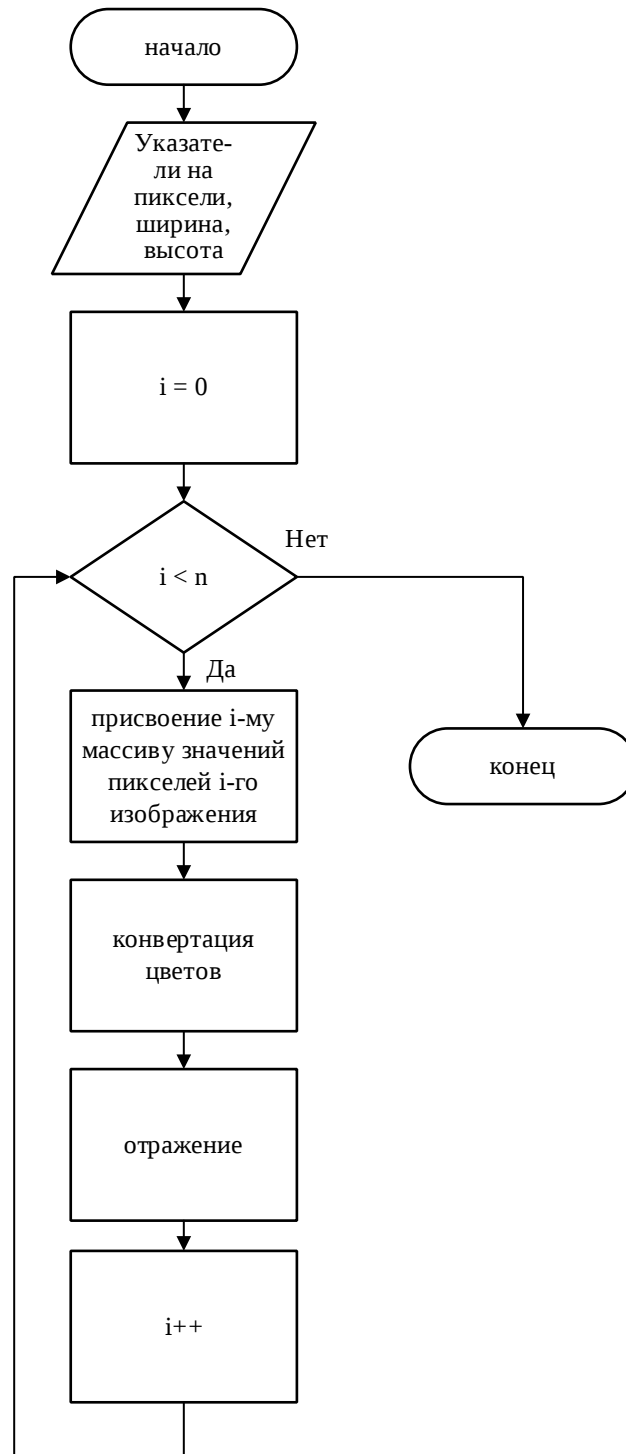 начало
Указате-
ли на
пиксели,
ширина,
высота
i = 0
i < n
Нет
Да
присвоение i-му
массиву значений
пикселей i-го
изображения
конец
конвертация
цветов
отражение
i++